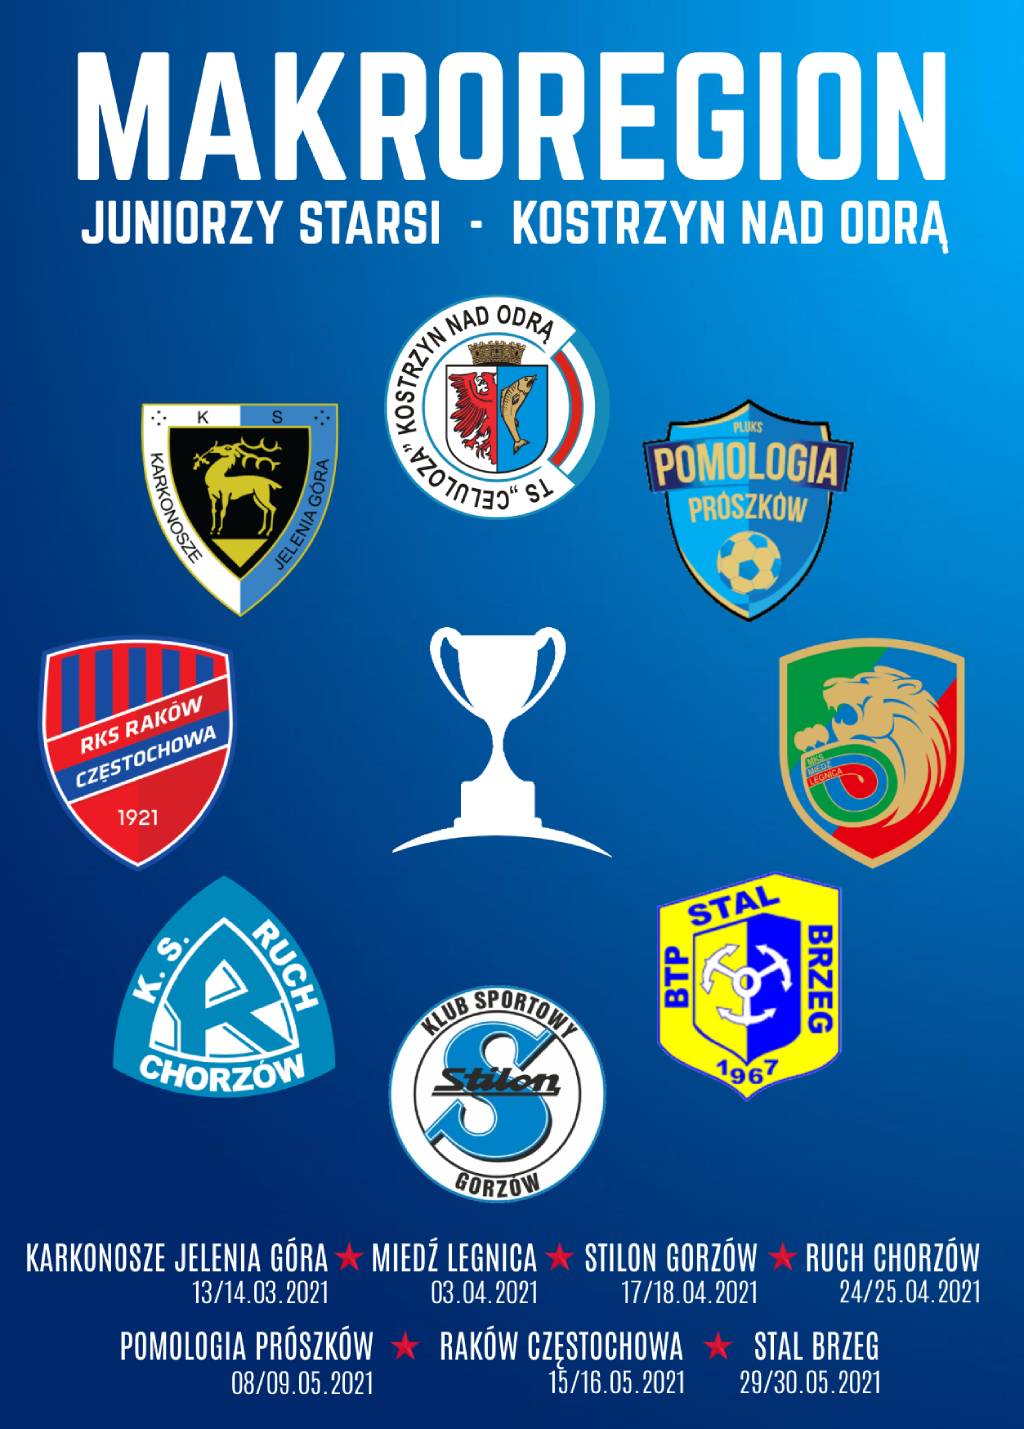 MAKROREGION
JUNIORZY STARSI - KOSTRZYN NAD ODRĄ
TS „CELULOZA" KOSTRZYN NAD ODRĄ
K S
KARKONOSZE
JELENIA GÓRA
PLUKS
POMOLOGIA
PRÓSZKÓW
RKS RAKÓW
CZĘSTOCHOWA
1921
MKS
MIEDŹ
LEGNICA
K. S. RUCH
CHORZÓW
BTP STAL BRZEG
1967
KLUB SPORTOWY
Stilon
GORZÓW
KARKONOSZE JELENIA GÓRA ★ MIEDŹ LEGNICA ★ STILON GORZÓW ★ RUCH CHORZÓW
13/14.03.2021 03.04.2021 17/18.04.2021 24/25.04.2021
POMOLOGIA PRÓSZKÓW ★ RAKÓW CZĘSTOCHOWA ★ STAL BRZEG
08/09.05.2021 15/16.05.2021 29/30.05.2021